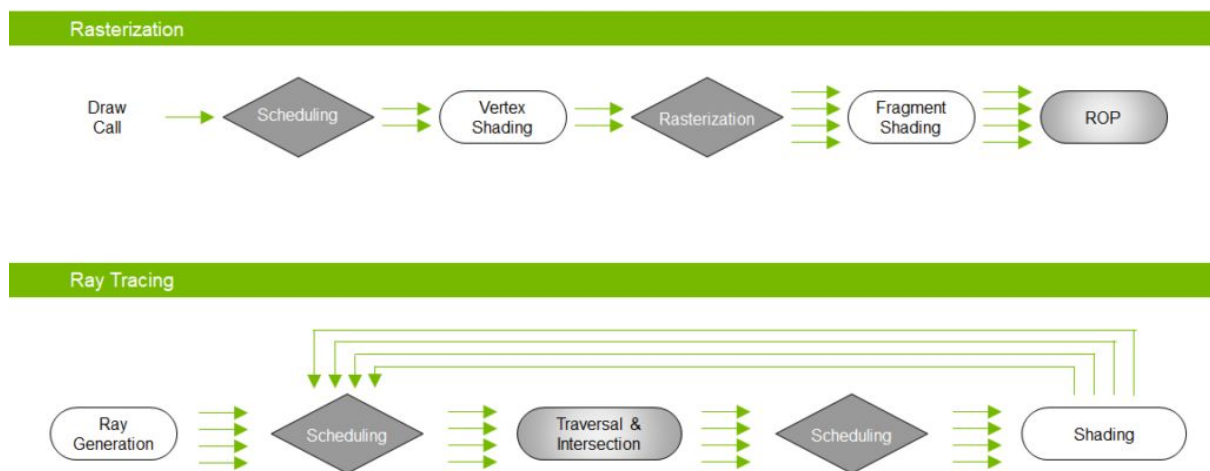 Rasterization
Draw
Call
Scheduling
Vertex
Shading
Rasterization
Fragment
Shading
ROP
Ray Tracing
Ray
Generation
Scheduling
Traversal &
Intersection
Scheduling
Shading